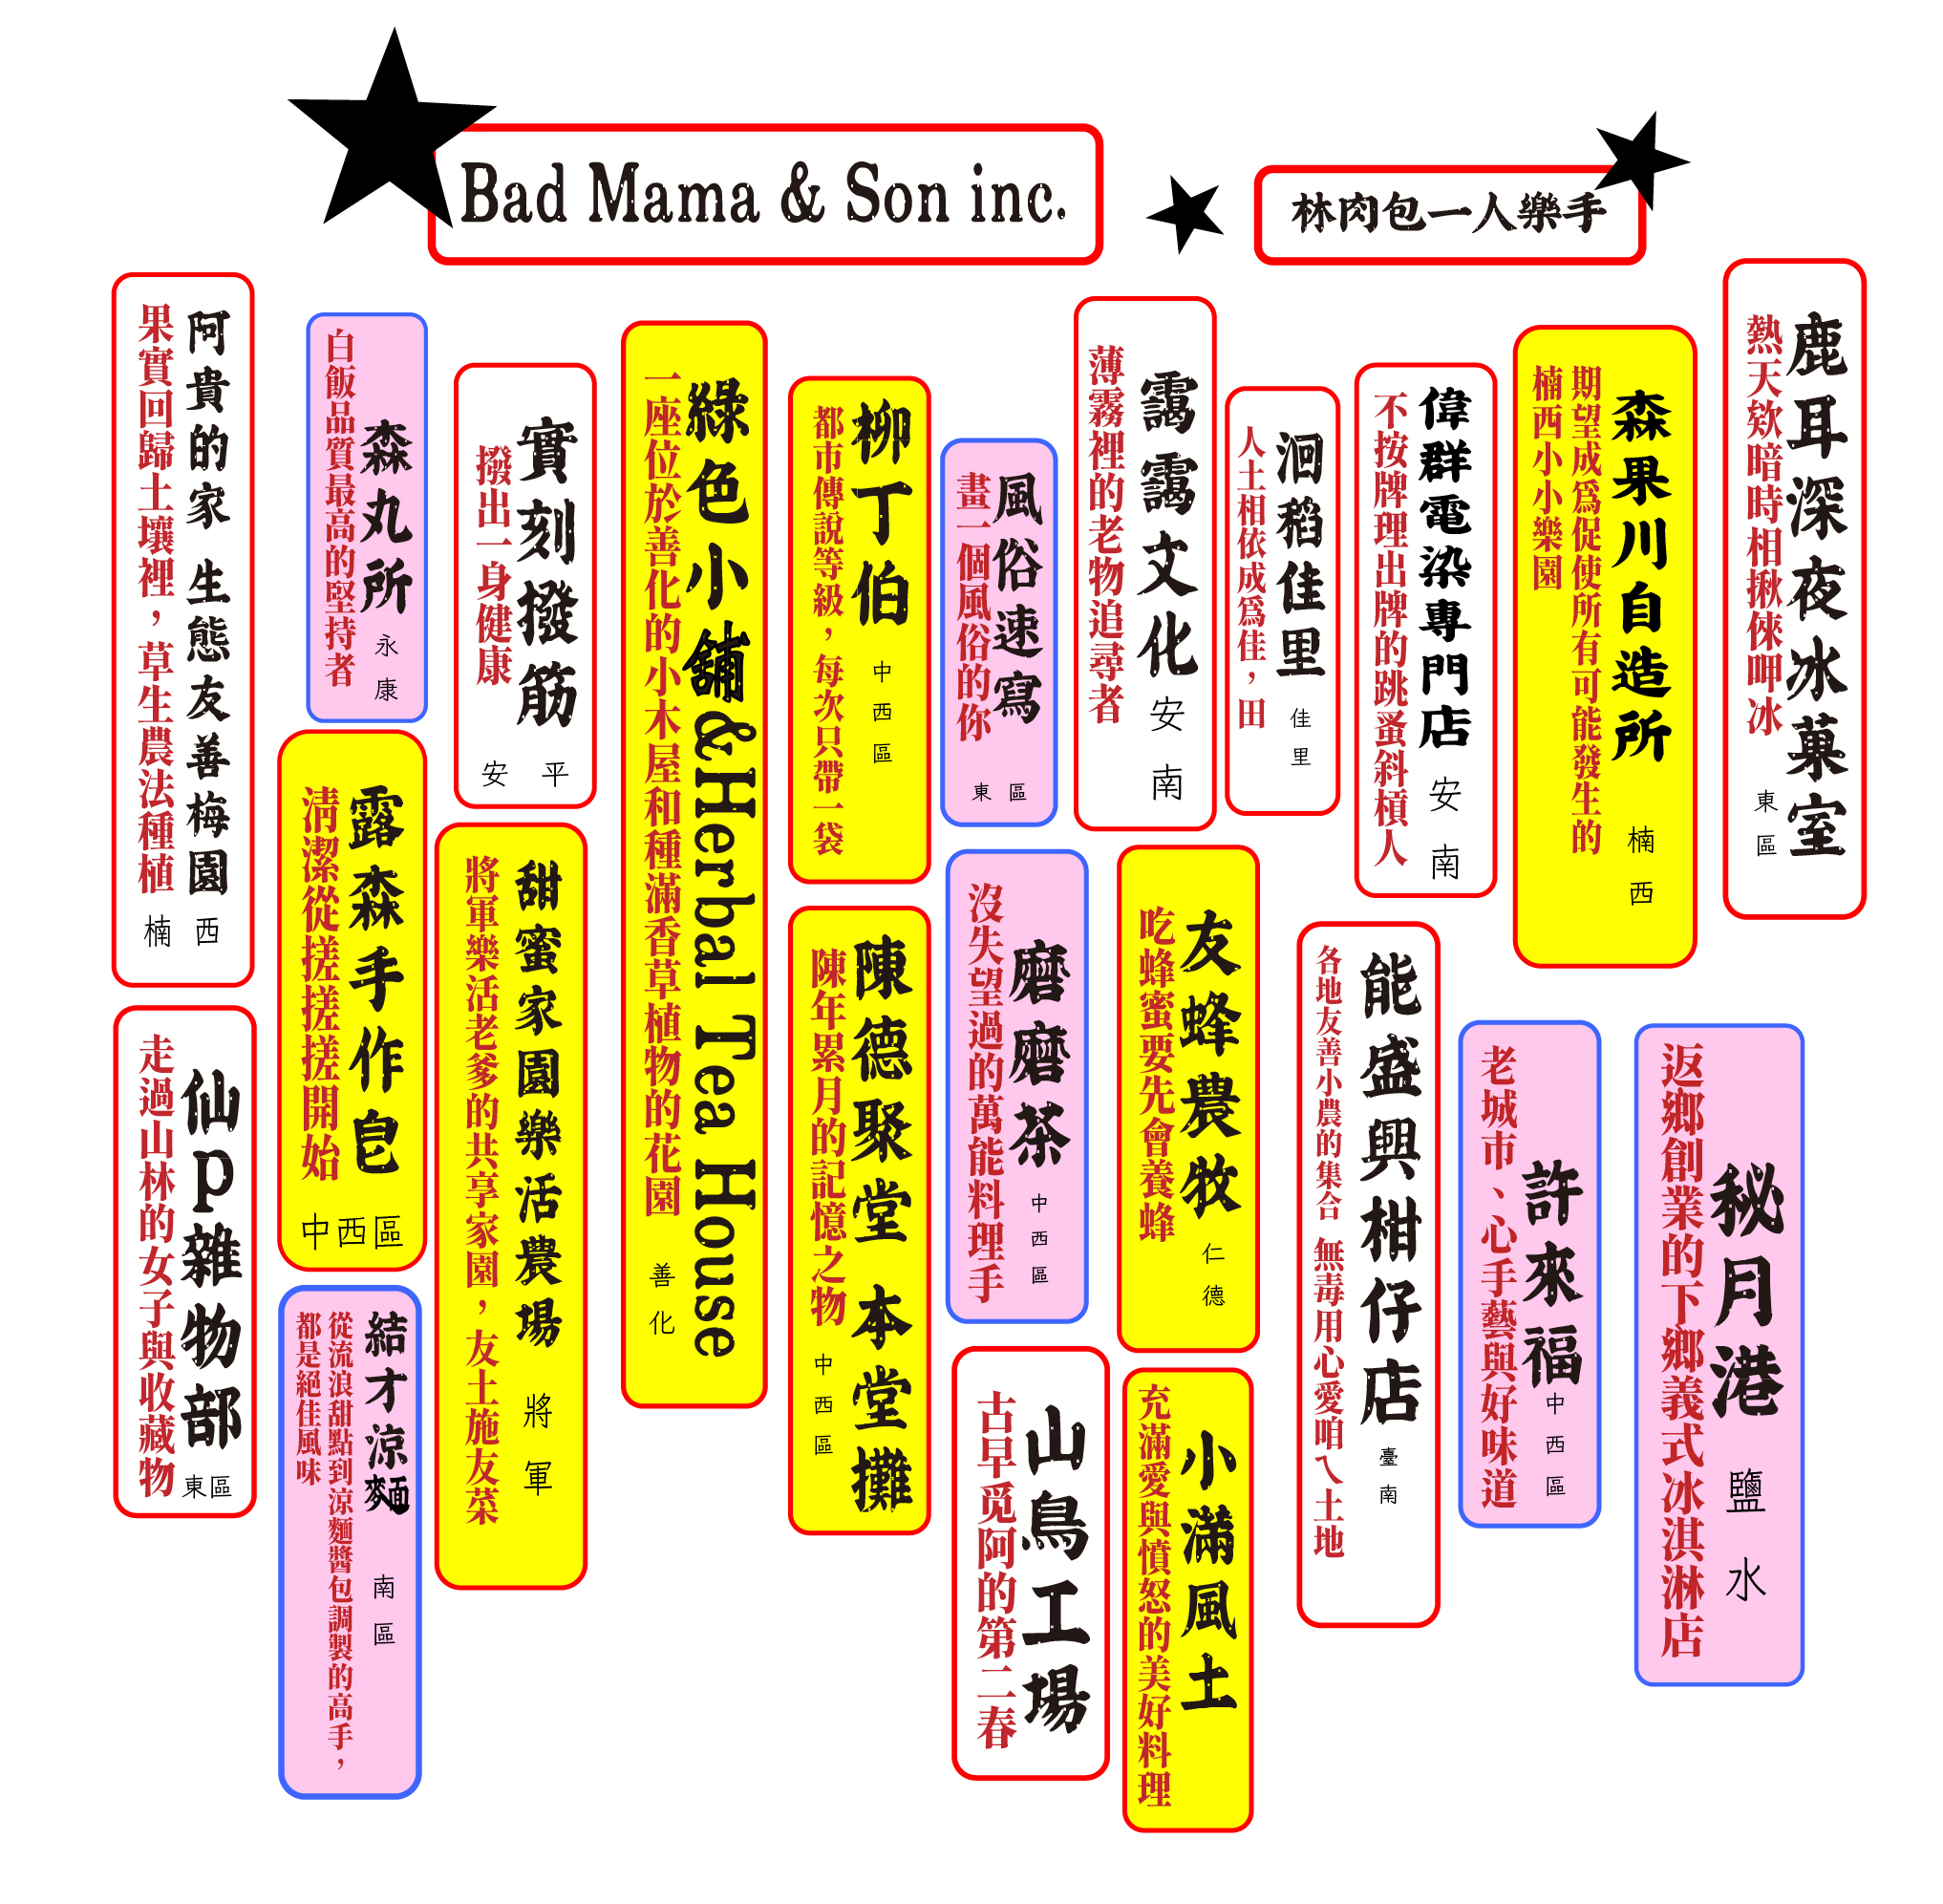 Bad Mama & Son inc.
林肉包一人樂手
鹿耳深夜冰菓室
熱天欸暗時相揪倈呷冰
東區
森果川自造所
期望成為促使所有可能發生的
楠西小小樂園
楠西
偉群電染專門店
不按牌理出牌的跳蚤斜槓人
安南
洄稻佳里
人土相依成為佳，田
佳里
靄靄文化
薄霧裡的老物追尋者
安南
風俗速寫
畫一個風俗的你
東區
柳丁伯
都市傳說等級，每次只帶一袋
中西區
綠色小舖&Herbal Tea House
一座位於善化的小木屋和種滿香草植物的花園
善化
實刻撥筋
撥出一身健康
安平
森丸所
白飯品質最高的堅持者
永康
阿貴的家 生態友善梅園
果實回歸土壤裡，草生農法種植
楠西
秘月港
返鄉創業的下鄉義式冰淇淋店
鹽水
許來福
老城市、心手藝與好味道
中西區
能盛興柑仔店
各地友善小農的集合 無毒用心愛咱ㄟ土地
臺南
友蜂農牧
吃蜂蜜要先會養蜂
仁德
磨磨茶
沒失望過的萬能料理手
中西區
陳德聚堂 本堂攤
陳年累月的記憶之物
中西區
甜蜜家園樂活農場
將軍樂活老爹的共享家園，友土施友菜
將軍
露森手作皂
清潔從搓搓搓開始
中西區
仙p雜物部
走過山林的女子與收藏物
東區
小滿風土
充滿愛與憤怒的美好料理
山鳥工場
古早覓阿的第二春
結才涼麵
從流浪甜點到涼麵醬包調製的高手，
都是絕佳風味
南區